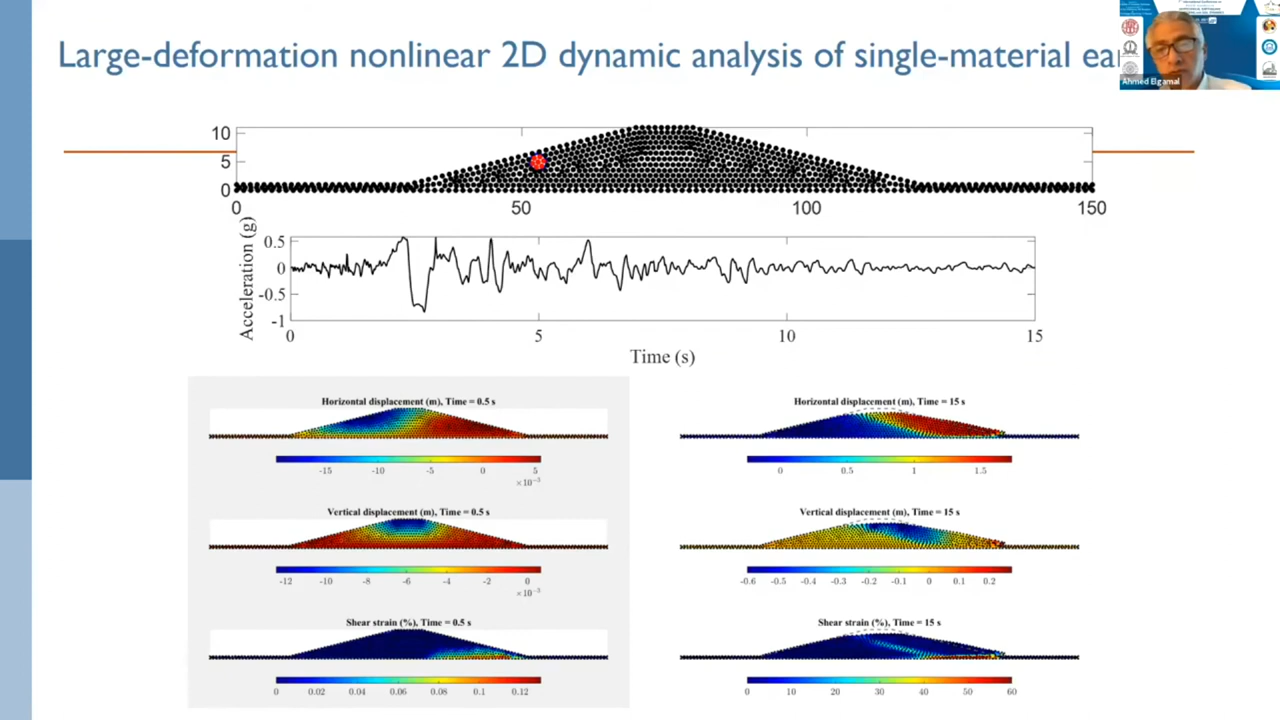 Large-deformation nonlinear 2D dynamic analysis of single-material ea
Ahmed Elgamal
10
5
0
0 50 100 150
Acceleration (g)
0.5
0
-0.5
-1
0 5 10 15
Time (s)
Horizontal displacement (m), Time = 0.5 s
-15 -10 -5 0 5
×10⁻³
Vertical displacement (m), Time = 0.5 s
-12 -10 -8 -6 -4 -2 0
×10⁻³
Shear strain (%), Time = 0.5 s
0 0.02 0.04 0.06 0.08 0.1 0.12
Horizontal displacement (m), Time = 15 s
0 0.5 1 1.5
Vertical displacement (m), Time = 15 s
-0.6 -0.5 -0.4 -0.3 -0.2 -0.1 0 0.1 0.2
Shear strain (%), Time = 15 s
0 10 20 30 40 50 60